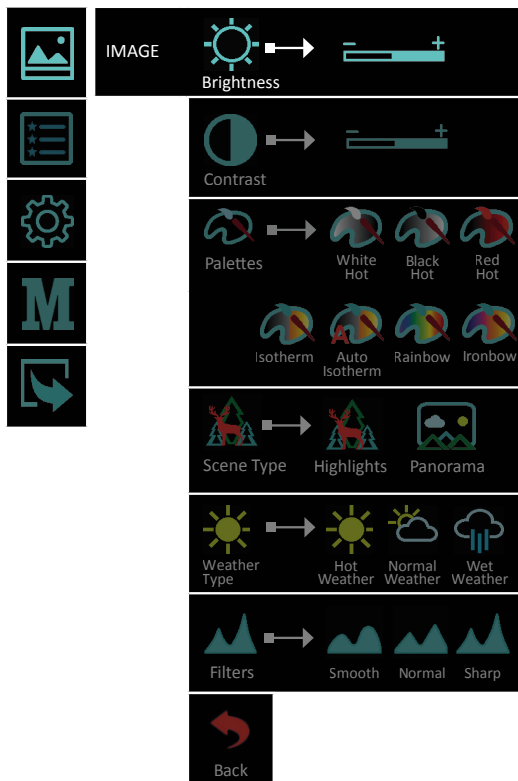 IMAGE
− +
Brightness
− +
Contrast
Palettes
White Hot
Black Hot
Red Hot
Isotherm
A
Auto Isotherm
Rainbow
Ironbow
Scene Type
Highlights
Panorama
M
Weather Type
Hot Weather
Normal Weather
Wet Weather
Filters
Smooth
Normal
Sharp
Back